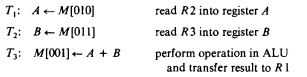 T₁: A ← M[010] read R2 into register A
T₂: B ← M[011] read R3 into register B
T₃: M[001] ← A + B perform operation in ALU
and transfer result to R1